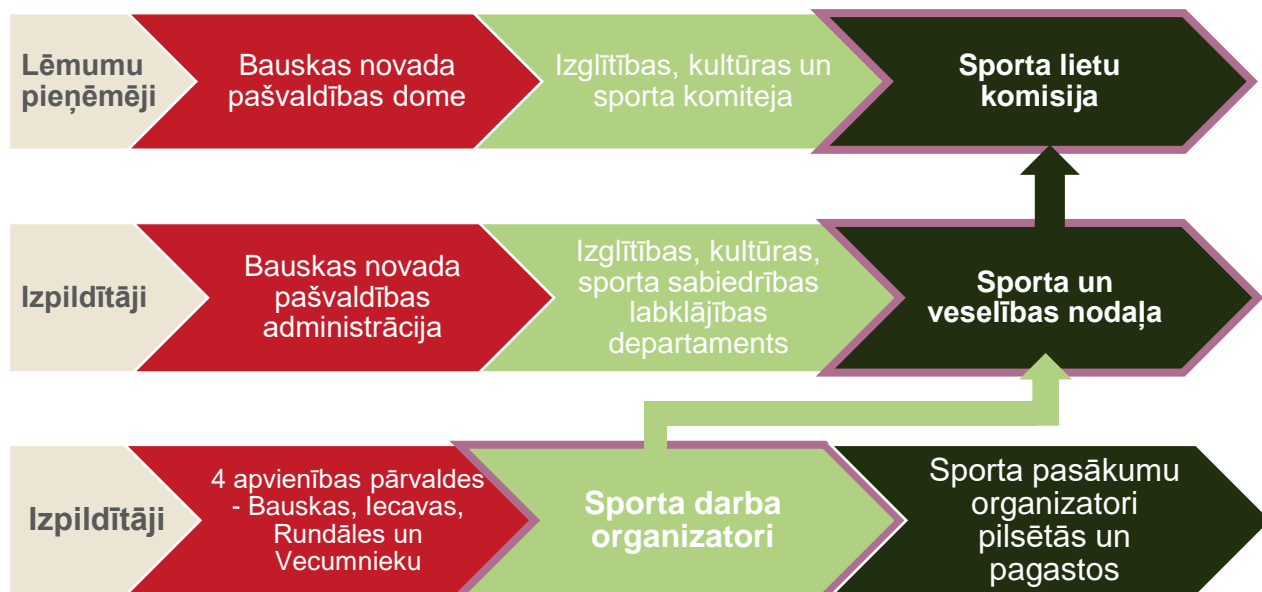 Lēmumu
pieņēmēji
Bauskas novada
pašvaldības dome
Izglītības, kultūras un
sporta komiteja
Sporta lietu
komisija
Izpildītāji
Bauskas novada
pašvaldības
administrācija
Izglītības, kultūras,
sporta sabiedrības
labklājības
departaments
Sporta un
veselības nodaļa
Izpildītāji
4 apvienības pārvaldes
- Bauskas, Iecavas,
Rundāles un
Vecumnieku
Sporta darba
organizatori
Sporta pasākumu
organizatori
pilsētās un
pagastos